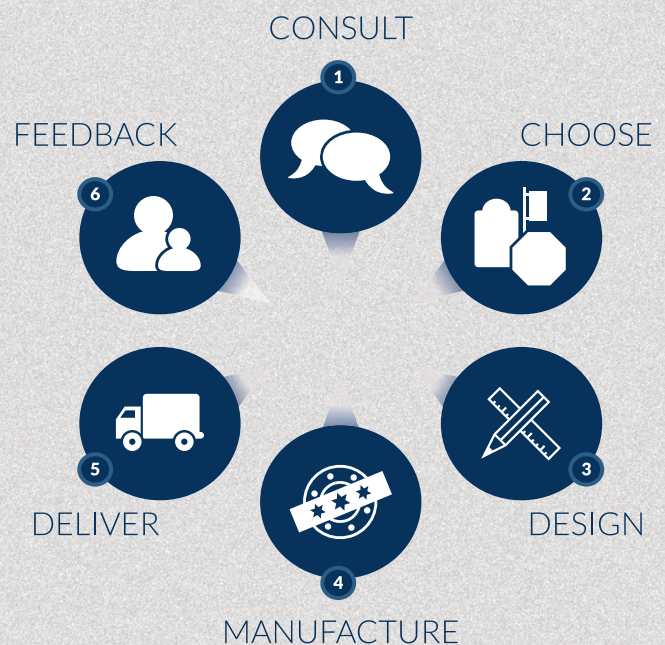 CONSULT
1
FEEDBACK
CHOOSE
6
2
5
3
DELIVER
DESIGN
4
MANUFACTURE